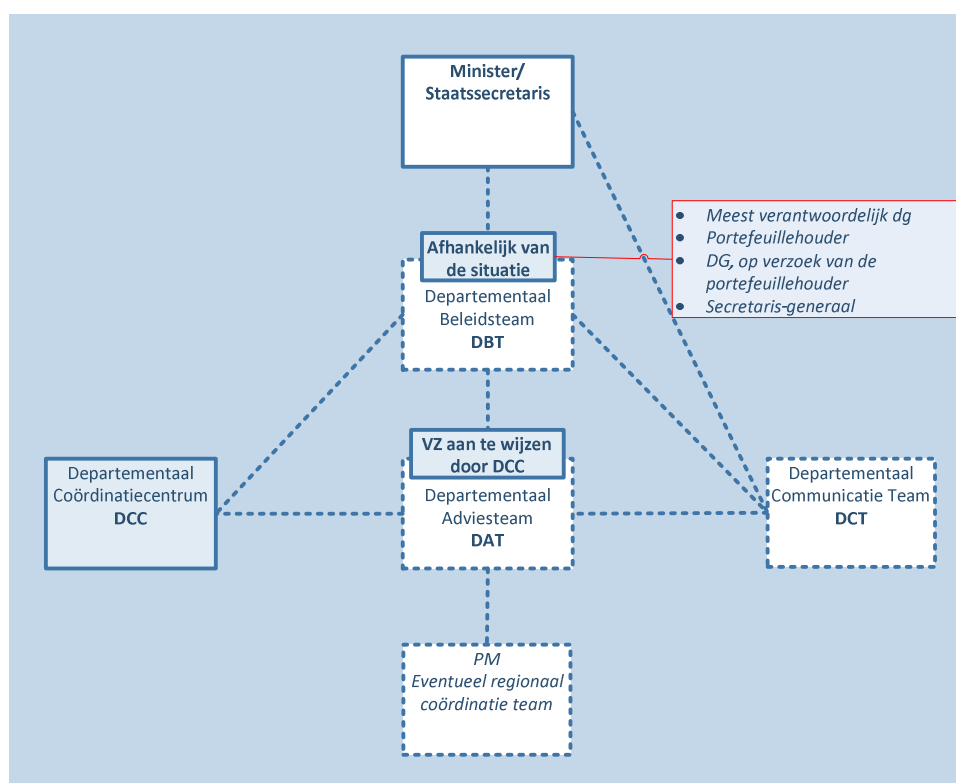 Minister/
Staatssecretaris
Afhankelijk van
de situatie
Departementaal
Beleidsteam
DBT
• Meest verantwoordelijk dg
• Portefeuillehouder
• DG, op verzoek van de
portefeuillehouder
• Secretaris-generaal
VZ aan te wijzen
door DCC
Departementaal
Adviesteam
DAT
Departementaal
Coördinatiecentrum
DCC
Departementaal
Communicatie Team
DCT
PM
Eventueel regionaal
coördinatie team